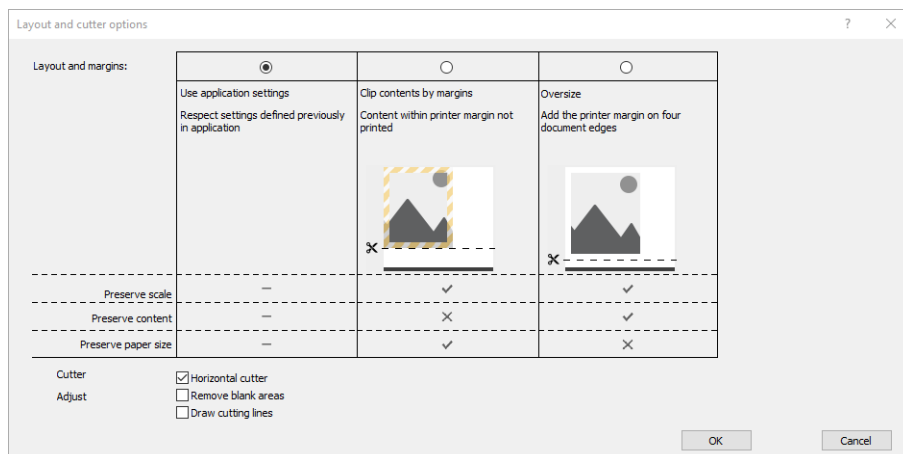 Layout and cutter options
Layout and margins:
Use application settings
Respect settings defined previously
in application
Clip contents by margins
Content within printer margin not
printed
Oversize
Add the printer margin on four
document edges
Preserve scale
Preserve content
Preserve paper size
Cutter
Horizontal cutter
Adjust
Remove blank areas
Draw cutting lines
OK
Cancel